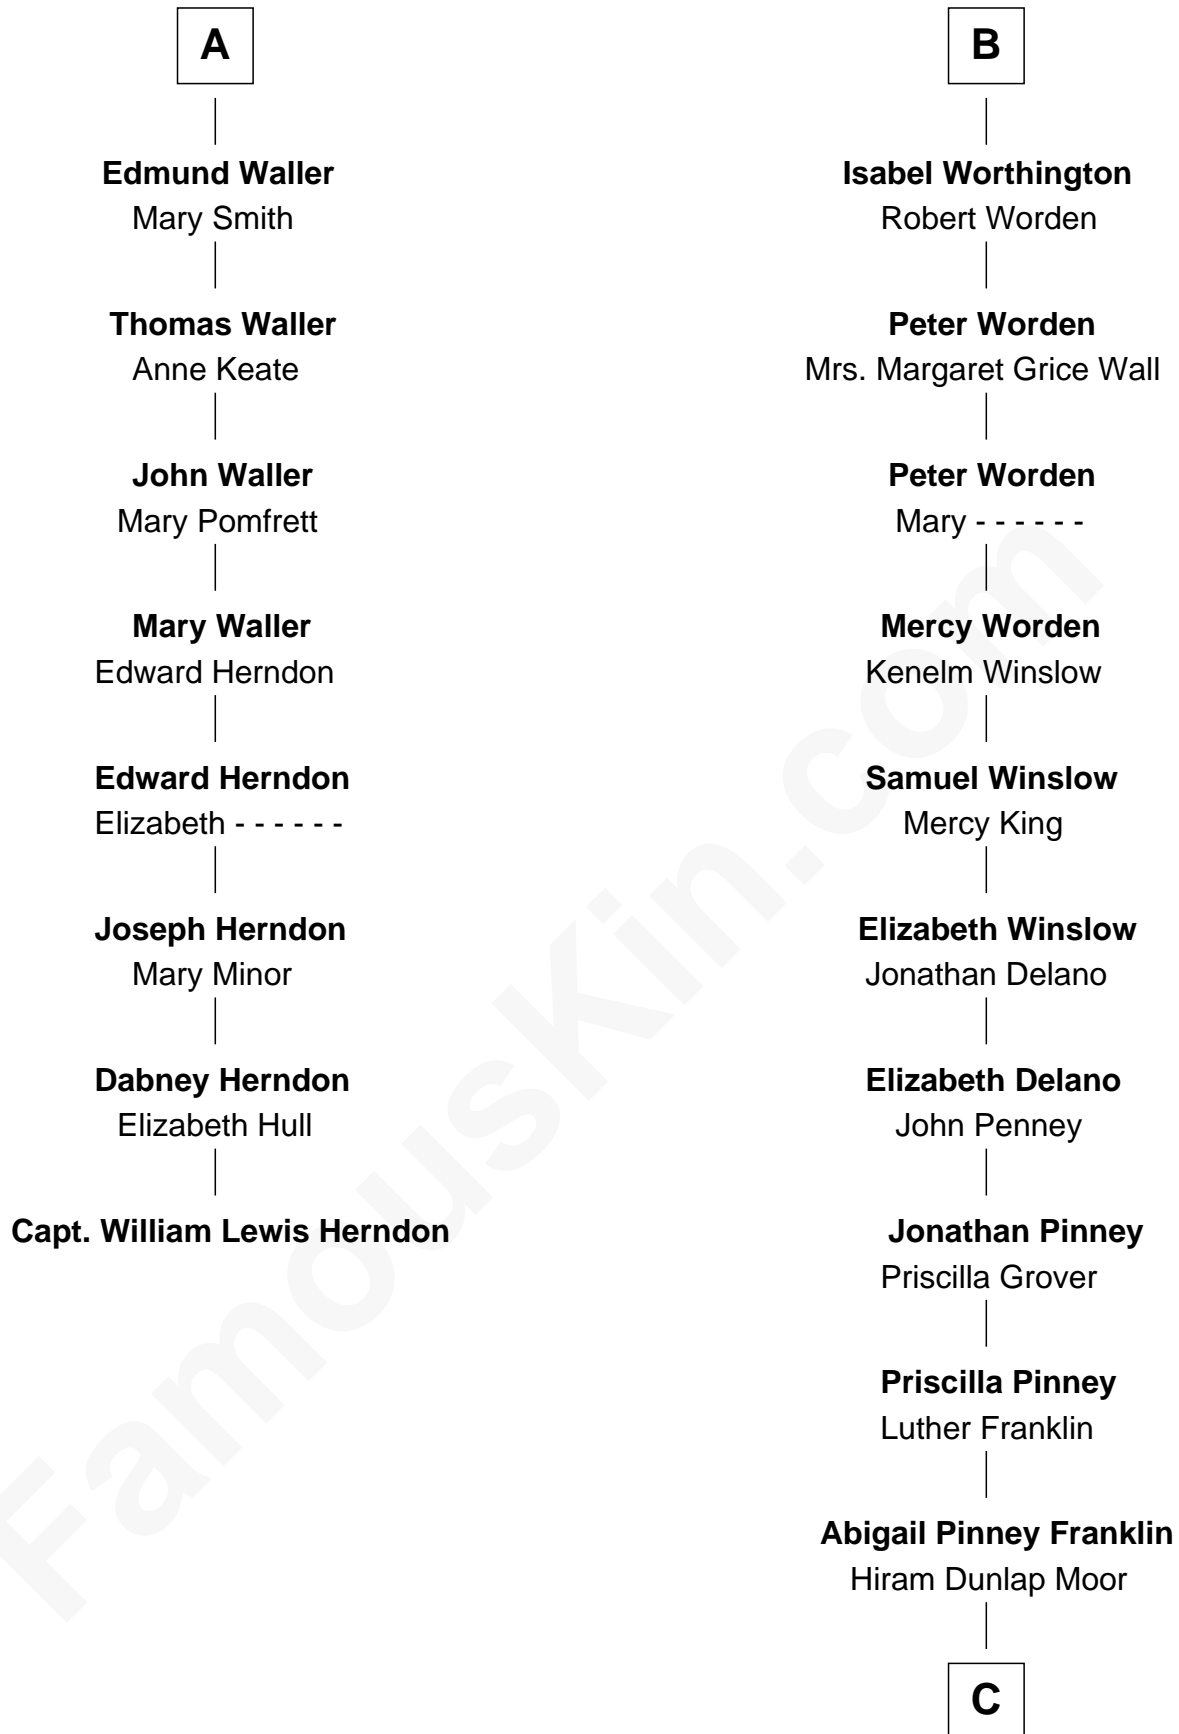 A
Edmund Waller
Mary Smith
Thomas Waller
Anne Keate
John Waller
Mary Pomfrett
Mary Waller
Edward Herndon
Edward Herndon
Elizabeth - - - - - -
Joseph Herndon
Mary Minor
Dabney Herndon
Elizabeth Hull
Capt. William Lewis Herndon
B
Isabel Worthington
Robert Worden
Peter Worden
Mrs. Margaret Grice Wall
Peter Worden
Mary - - - - - -
Mercy Worden
Kenelm Winslow
Samuel Winslow
Mercy King
Elizabeth Winslow
Jonathan Delano
Elizabeth Delano
John Penney
Jonathan Pinney
Priscilla Grover
Priscilla Pinney
Luther Franklin
Abigail Pinney Franklin
Hiram Dunlap Moor
C
FamousKin.com